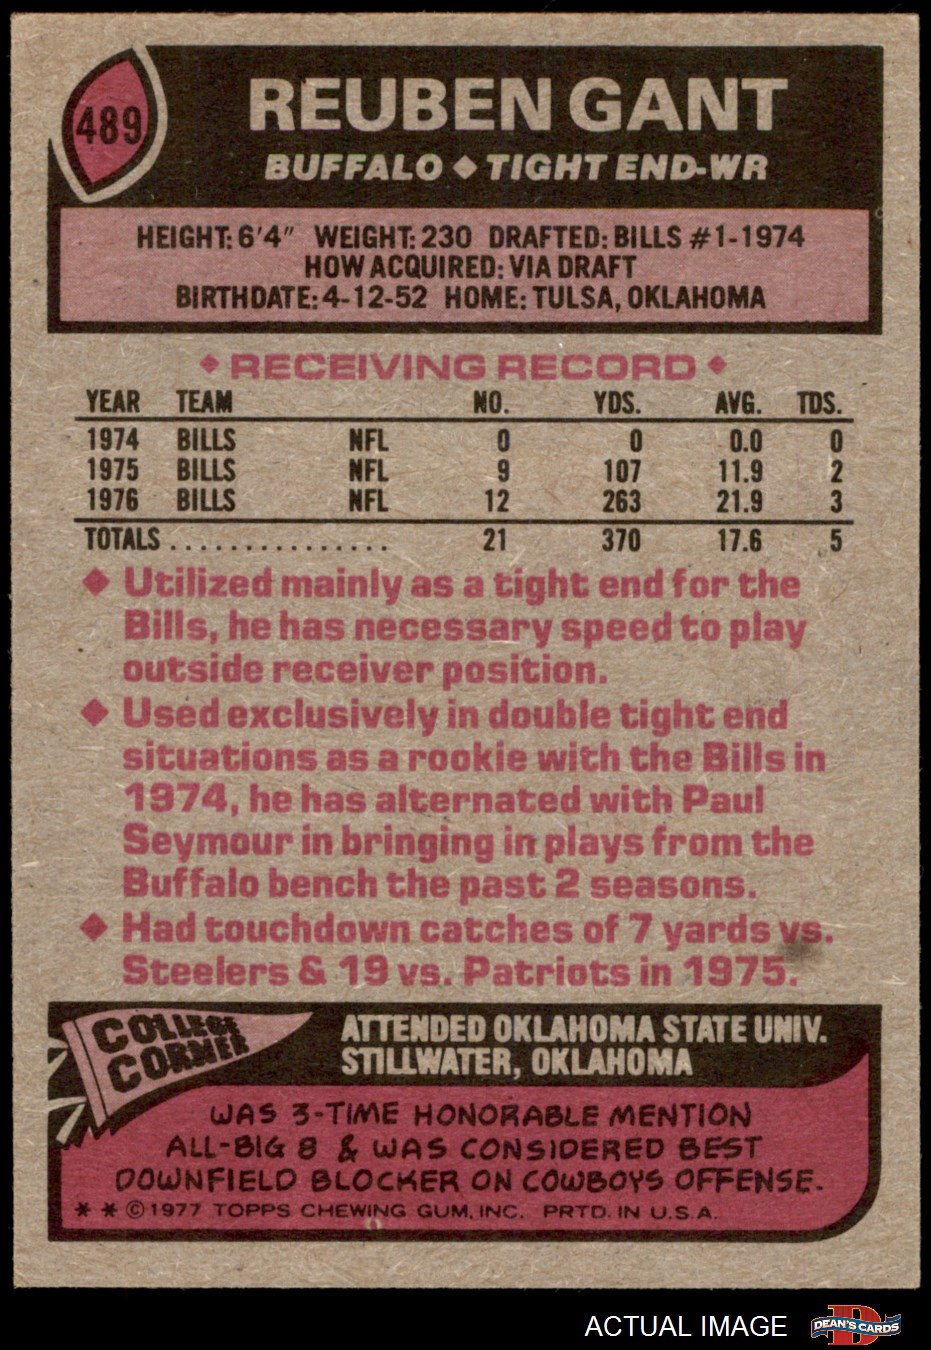 489
REUBEN GANT
BUFFALO ◆ TIGHT END-WR
HEIGHT: 6'4" WEIGHT: 230 DRAFTED: BILLS #1-1974
HOW ACQUIRED: VIA DRAFT
BIRTHDATE: 4-12-52 HOME: TULSA, OKLAHOMA
◆ RECEIVING RECORD ◆
YEAR TEAM NO. YDS. AVG. TDS.
1974 BILLS NFL 0 0 0.0 0
1975 BILLS NFL 9 107 11.9 2
1976 BILLS NFL 12 263 21.9 3
TOTALS............... 21 370 17.6 5
◆ Utilized mainly as a tight end for the
Bills, he has necessary speed to play
outside receiver position.
◆ Used exclusively in double tight end
situations as a rookie with the Bills in
1974, he has alternated with Paul
Seymour in bringing in plays from the
Buffalo bench the past 2 seasons.
◆ Had touchdown catches of 7 yards vs.
Steelers & 19 vs. Patriots in 1975.
COLLEGE
CORNER
ATTENDED OKLAHOMA STATE UNIV.
STILLWATER, OKLAHOMA
WAS 3-TIME HONORABLE MENTION
ALL-BIG 8 & WAS CONSIDERED BEST
DOWNFIELD BLOCKER ON COWBOYS OFFENSE.
* * © 1977 TOPPS CHEWING GUM, INC. PRTD. IN U.S.A.
ACTUAL IMAGE
D
DEAN'S CARDS